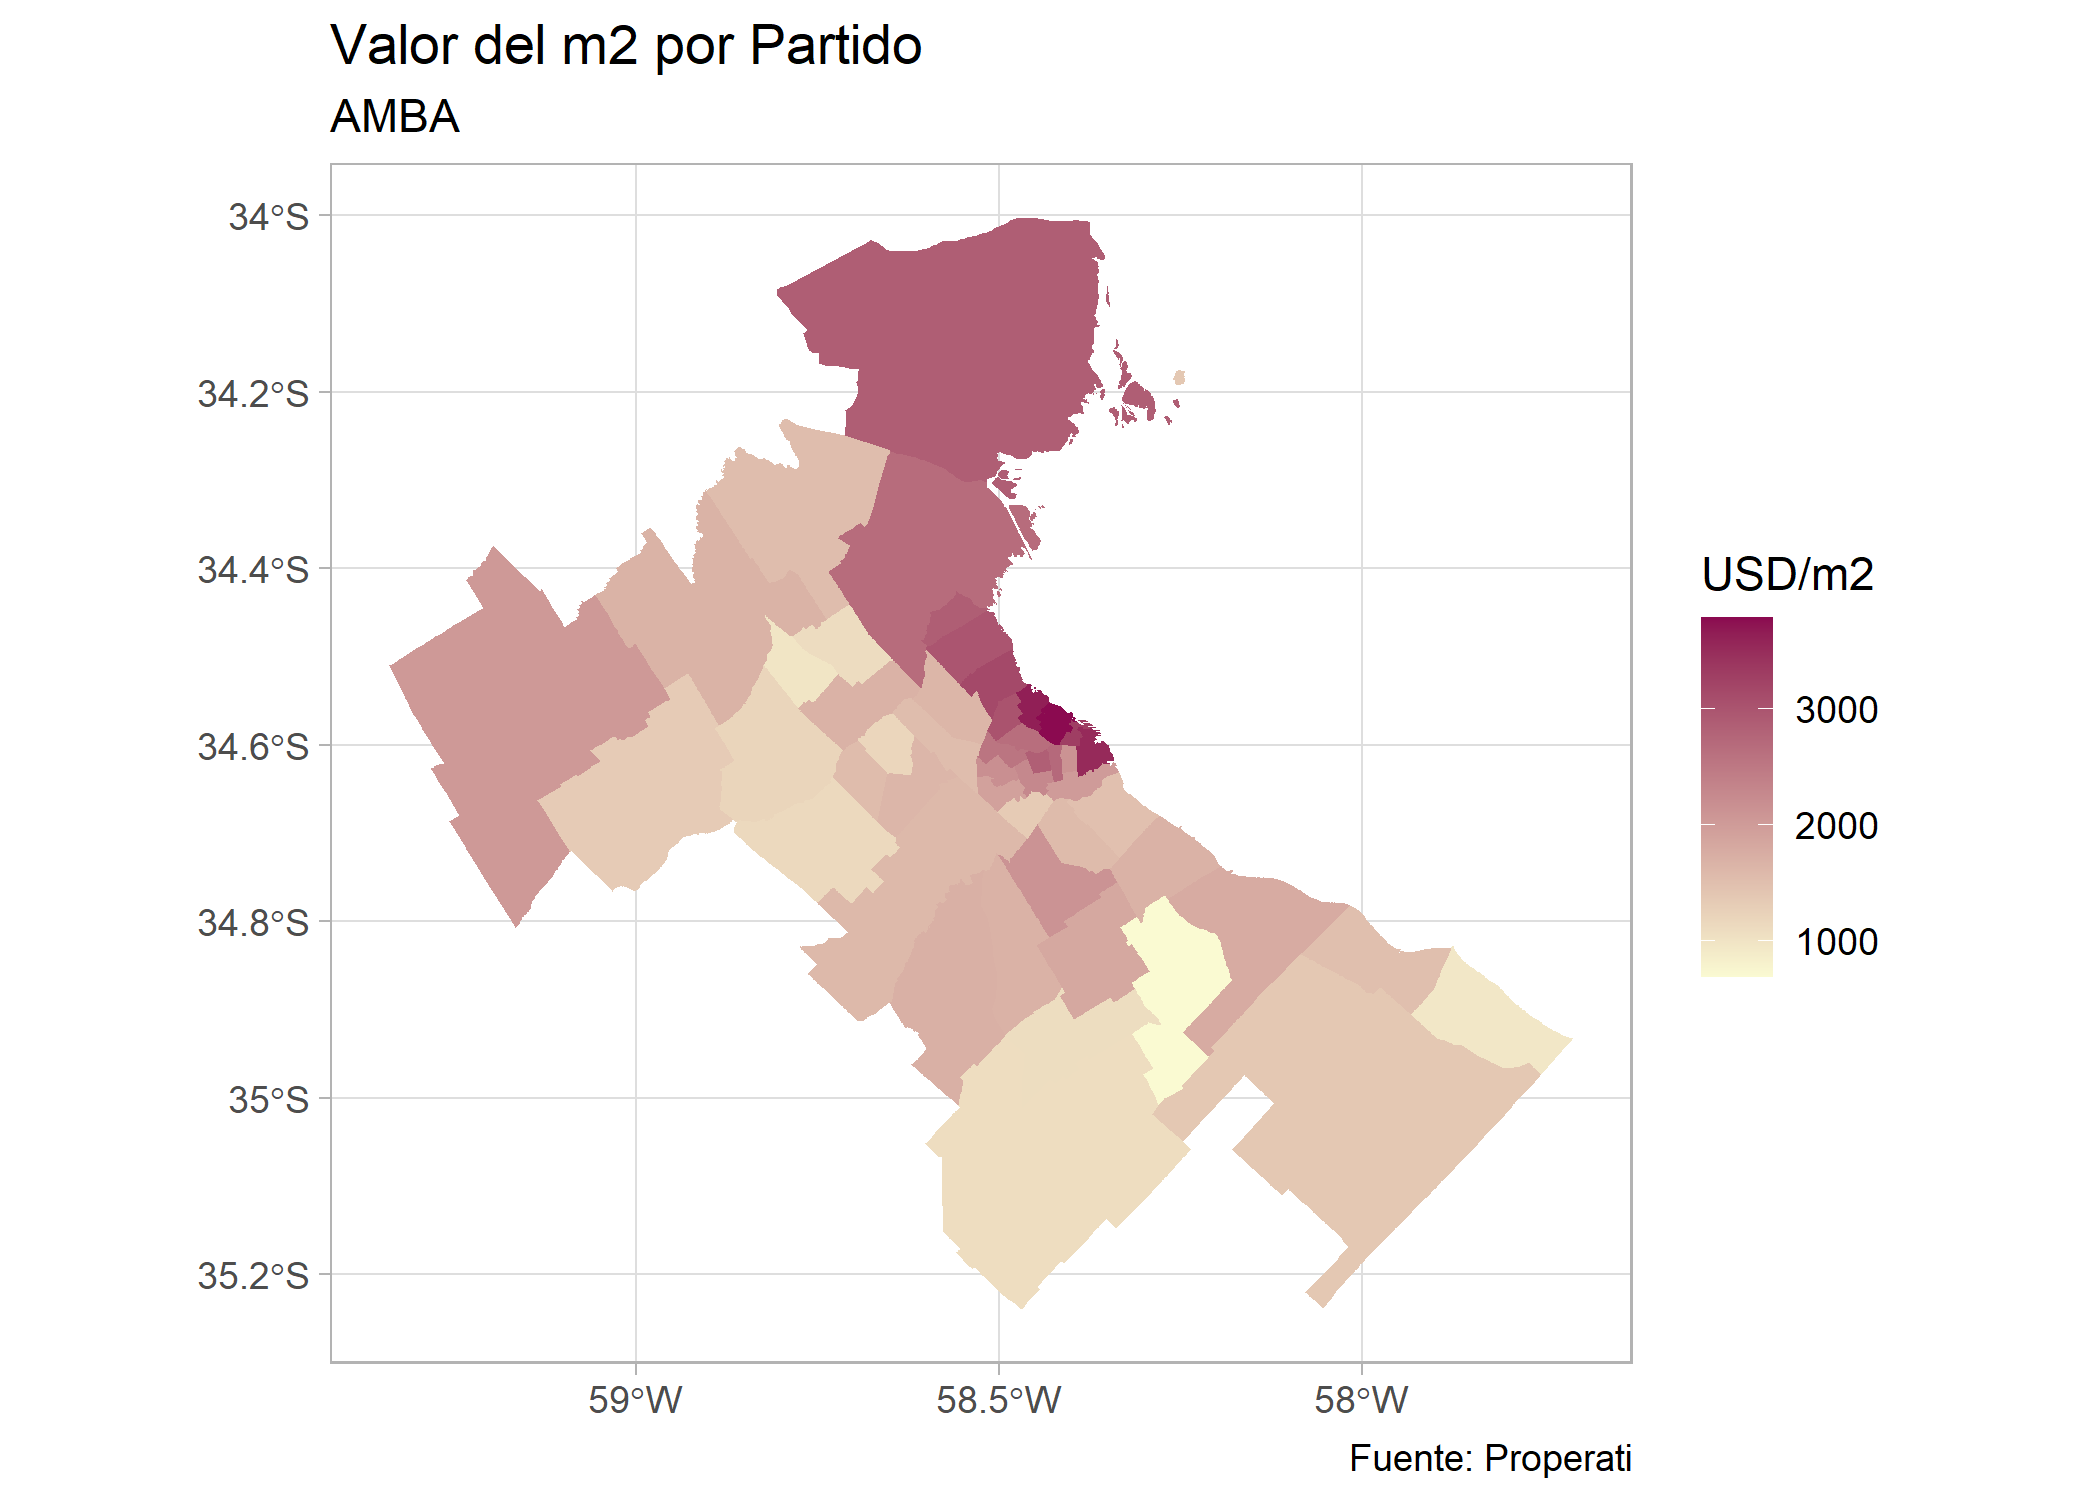 Valor del m2 por Partido
AMBA
34°S
34.2°S
34.4°S
34.6°S
34.8°S
35°S
35.2°S
59°W
58.5°W
58°W
USD/m2
3000
2000
1000
Fuente: Properati